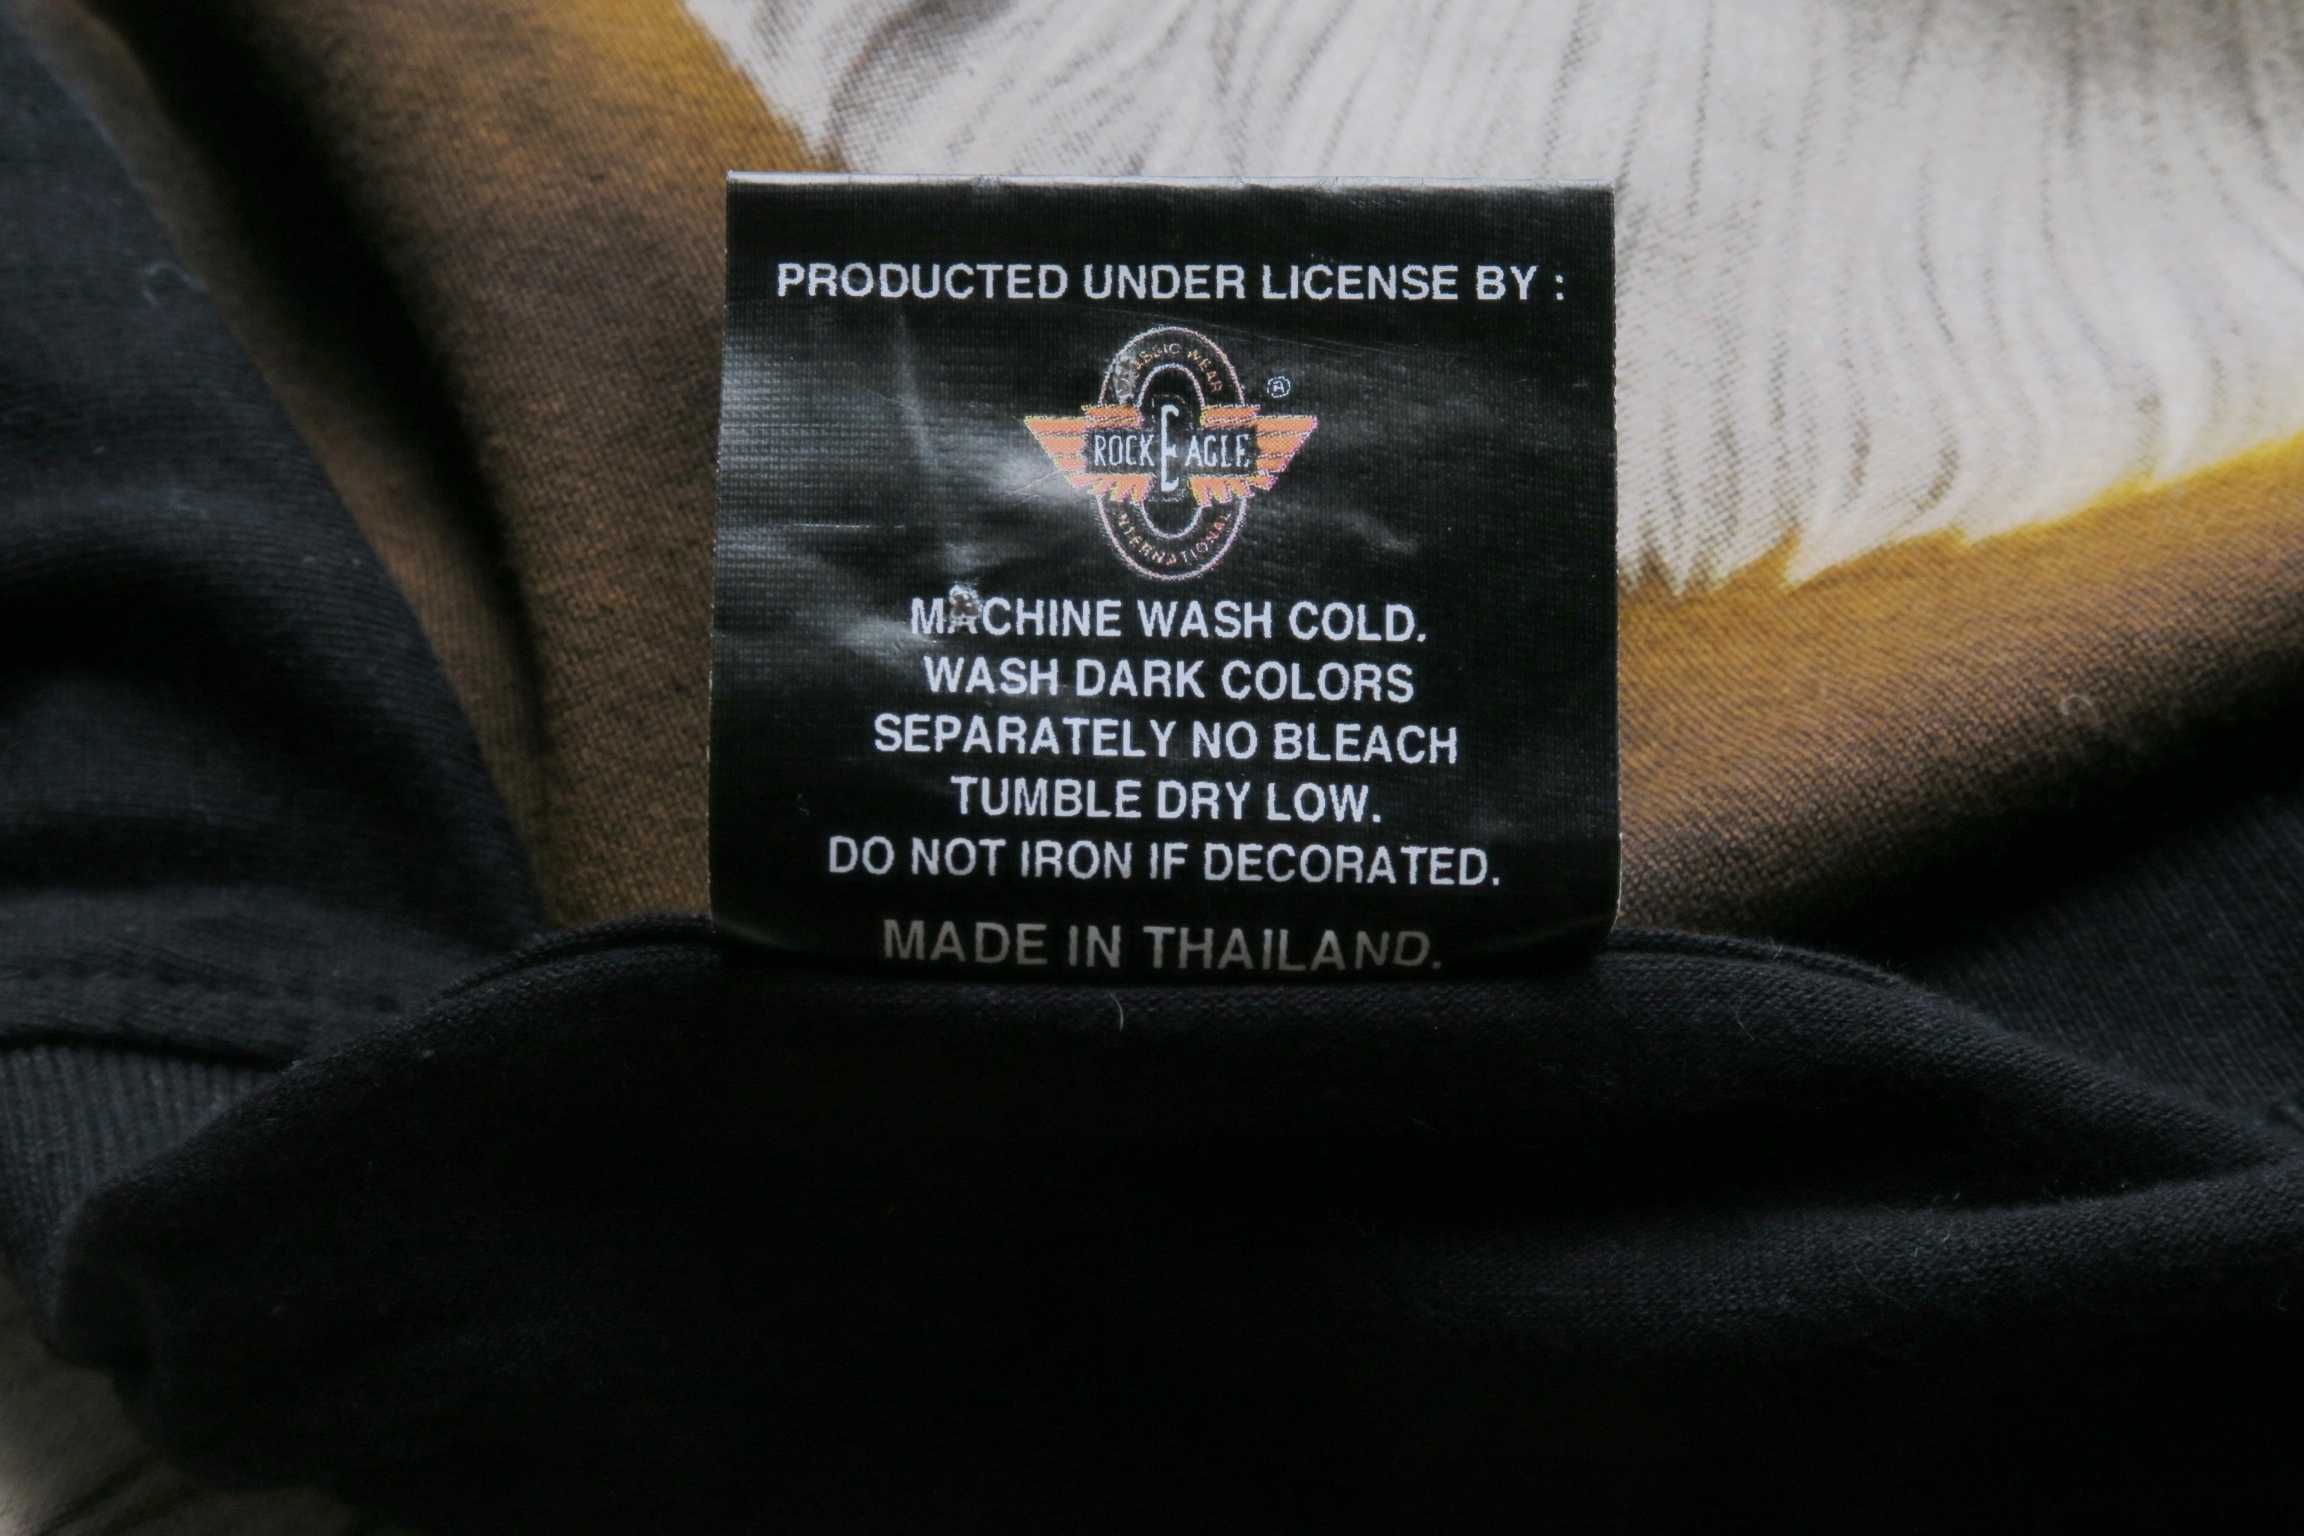 PRODUCTED UNDER LICENSE BY :
CLASSIC WEAR
®
ROCK EAGLE
INTERNATIONAL
MACHINE WASH COLD.
WASH DARK COLORS
SEPARATELY NO BLEACH
TUMBLE DRY LOW.
DO NOT IRON IF DECORATED.
MADE IN THAILAND.